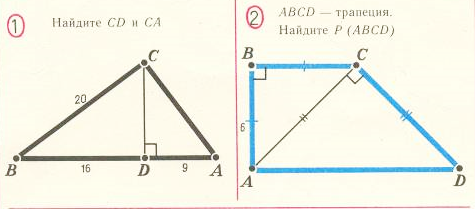 1
Найдите CD и CA
C
20
B
16
D
9
A
2
ABCD — трапеция.
Найдите P (ABCD)
B
C
6
A
D